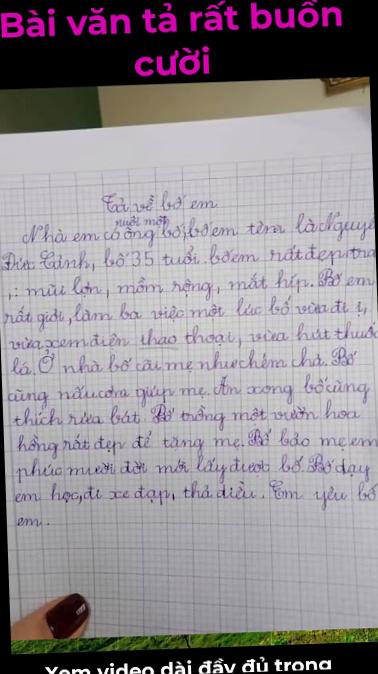 Bài văn tả rất buồn
cười
Tả về bố em
nuôi một
Nhà em có ông bố, bố em tên là Nguyễ
Đức Cảnh, bố 35 tuổi. bố em rất đẹp tra
,: mũi lợn, mồm rộng, mắt híp. Bố em
rất giỏi, làm ba việc một lúc bố vừa đi ị,
vừa xem điện thao thoại, vừa hút thuố
lá. Ở nhà bố cãi mẹ như chém chả. Bố
cũng nấu cơm giúp mẹ. Ăn xong bố cũng
thích rửa bát. Bố trồng một vườn hoa
hồng rất đẹp để tặng mẹ. Bố bảo mẹ em
phúc mười đời mới lấy được bố. Bố dạy
em học, đi xe đạp, thả diều. Em yêu bố
em.
Xem video dài đầy đủ trong